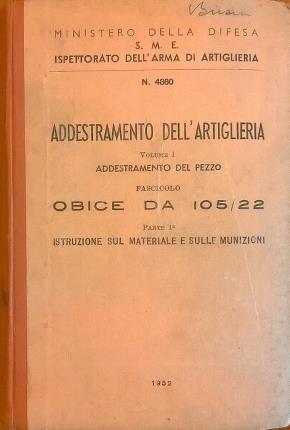 MINISTERO DELLA DIFESA
S. M. E.
ISPETTORATO DELL'ARMA DI ARTIGLIERIA
N. 4860
ADDESTRAMENTO DELL'ARTIGLIERIA
VOLUME I
ADDESTRAMENTO DEL PEZZO
FASCICOLO
OBICE DA 105/22
PARTE 1ª
ISTRUZIONE SUL MATERIALE E SULLE MUNIZIONI
1952